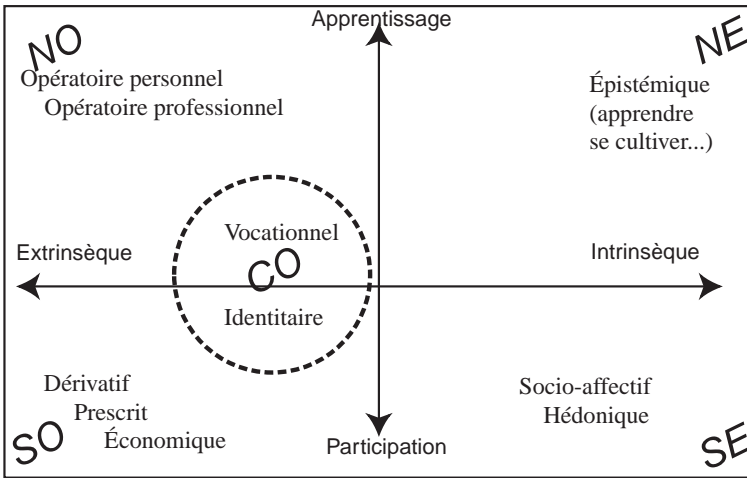 Apprentissage
NO
NE
Opératoire personnel
Opératoire professionnel
Épistémique
(apprendre
se cultiver...)
Vocationnel
Extrinsèque
Intrinsèque
CO
Identitaire
Dérivatif
Prescrit
Économique
Socio-affectif
Hédonique
SO
Participation
SE